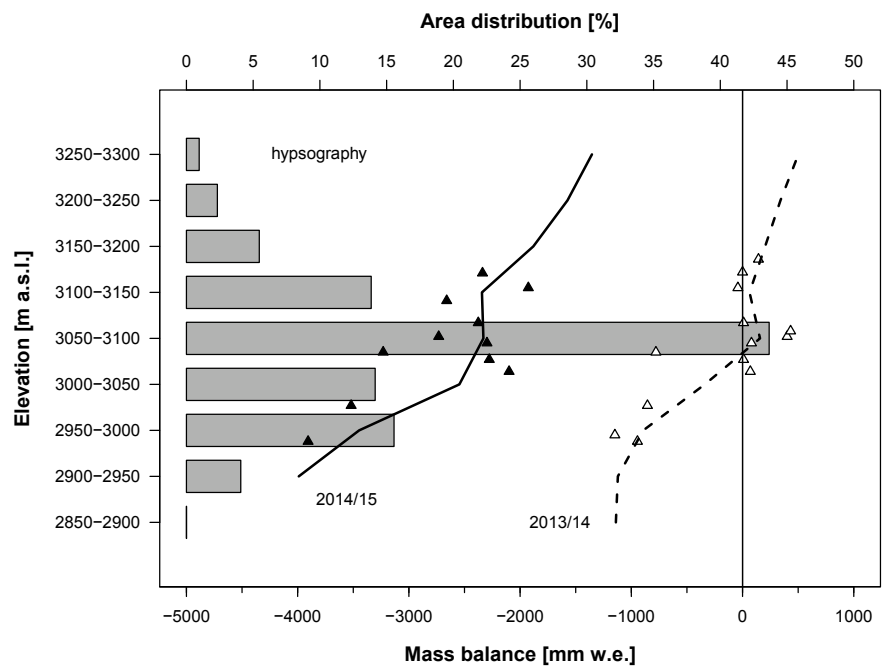 Area distribution [%]
0 5 10 15 20 25 30 35 40 45 50
Elevation [m a.s.l.]
3250−3300
3200−3250
3150−3200
3100−3150
3050−3100
3000−3050
2950−3000
2900−2950
2850−2900
hypsography
2014/15
2013/14
−5000 −4000 −3000 −2000 −1000 0 1000
Mass balance [mm w.e.]